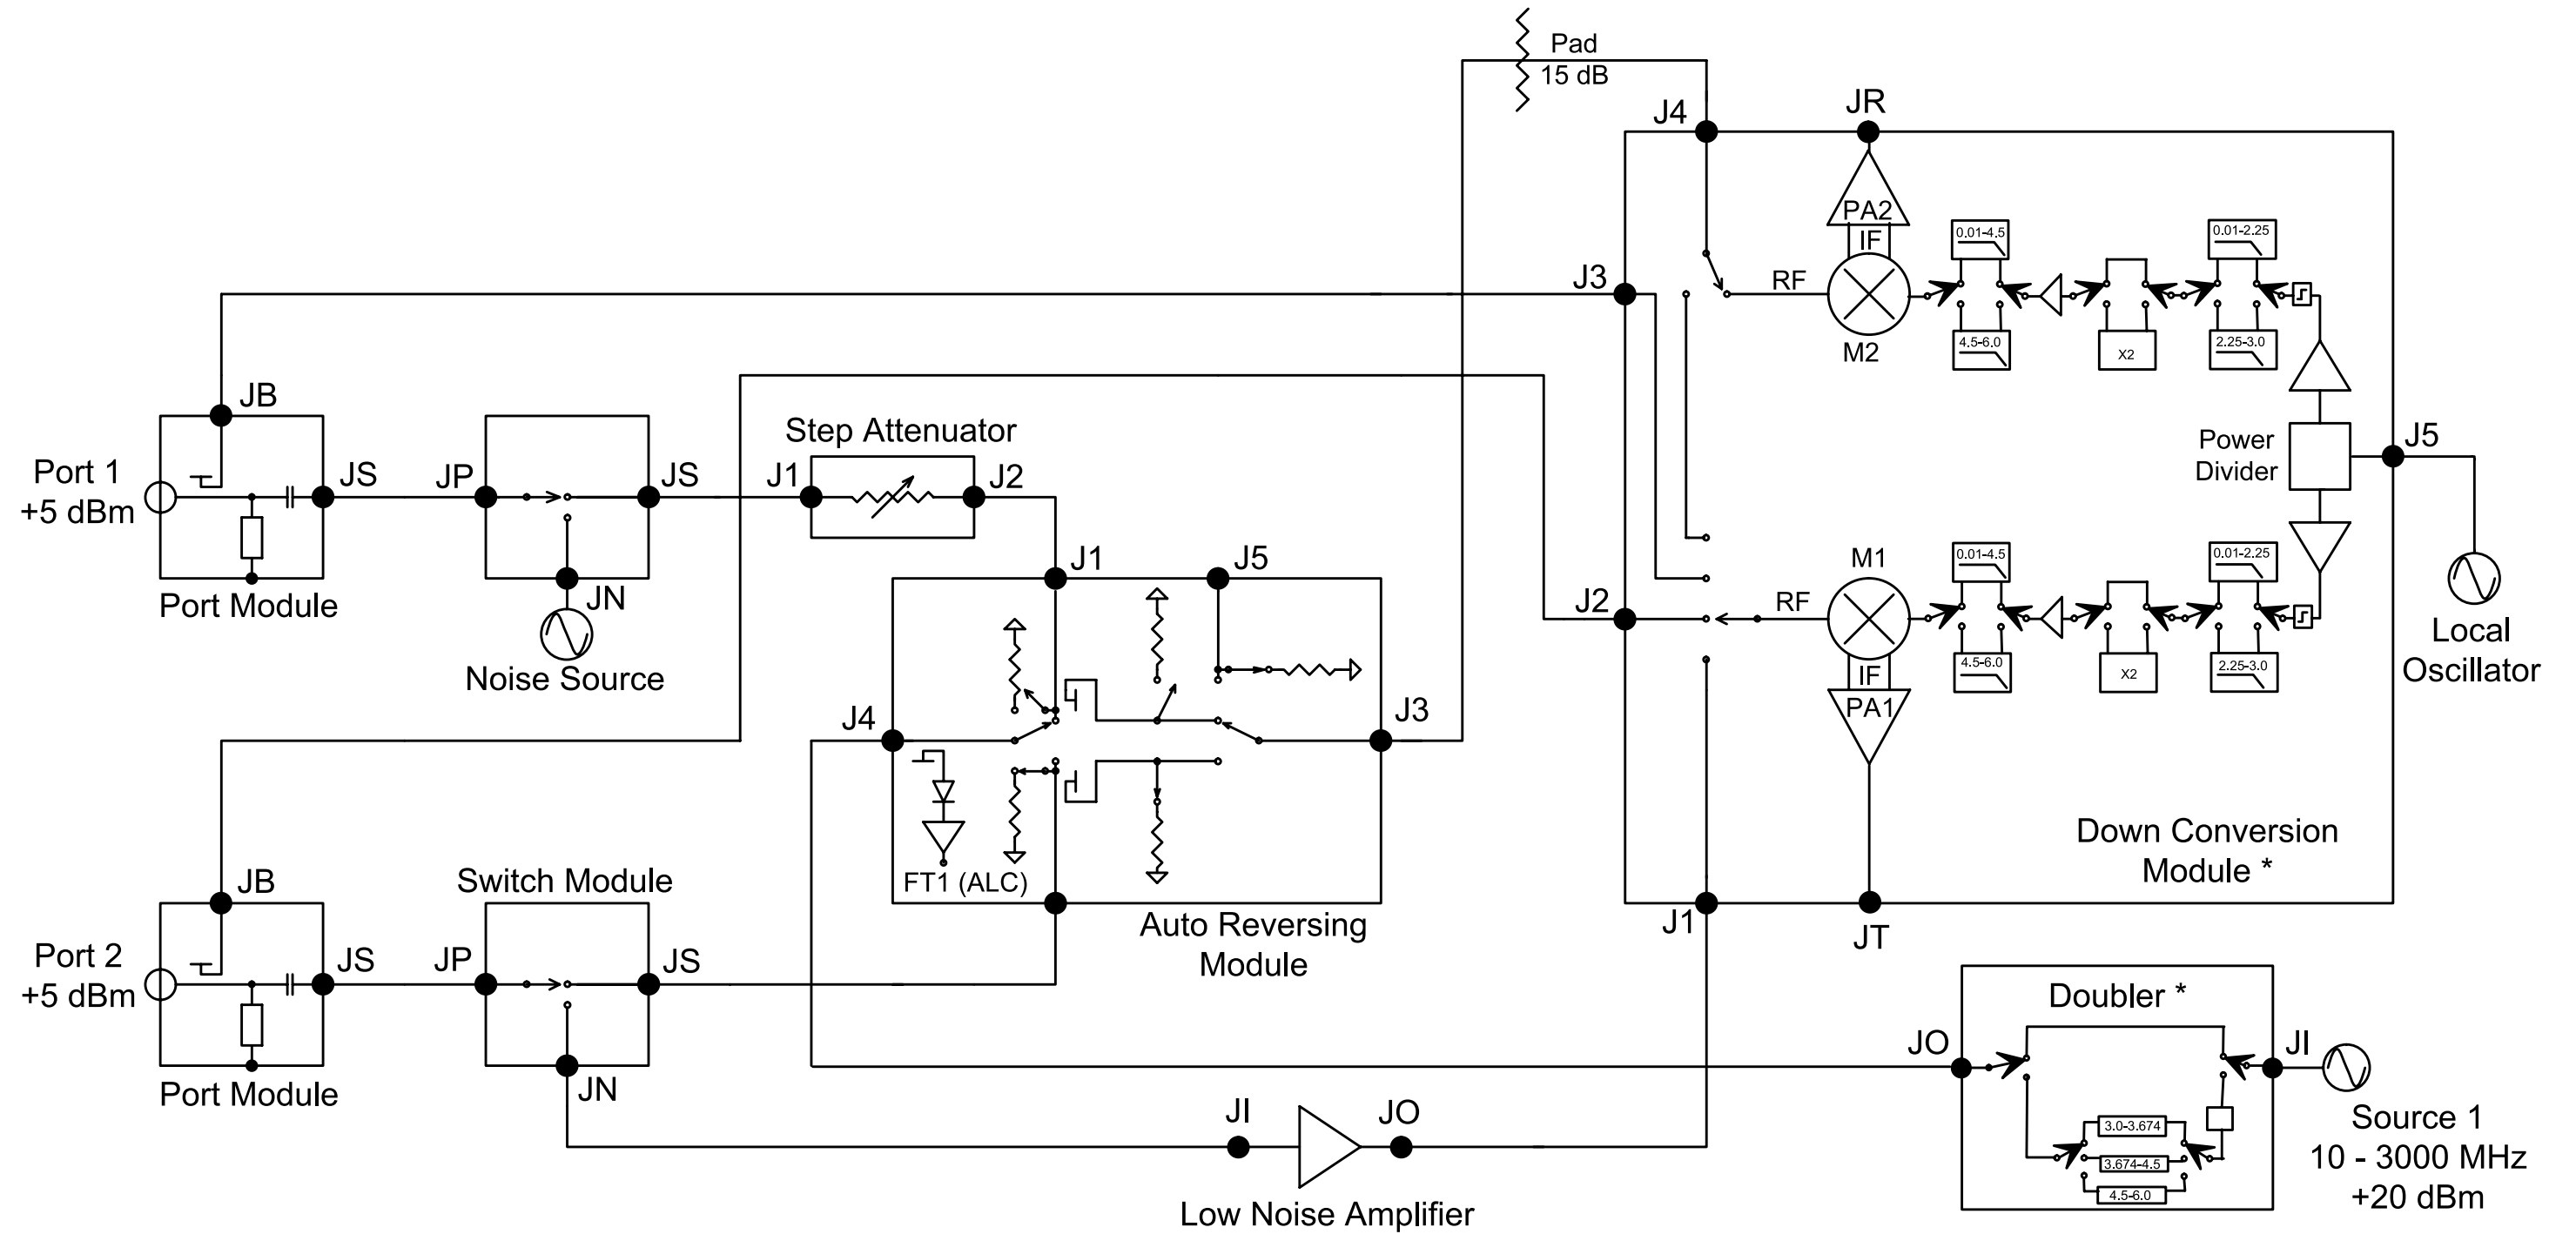 Pad
15 dB
J4
JR
PA2
IF
RF
M2
0.01-4.5
4.5-6.0
X2
0.01-2.25
2.25-3.0
J3
JB
Port 1
+5 dBm
JS
Port Module
JP
JS
JN
Noise Source
Step Attenuator
J1
J2
Power
Divider
J5
Local
Oscillator
J1
J5
J4
J3
FT1 (ALC)
Auto Reversing
Module
J2
RF
M1
IF
PA1
0.01-4.5
4.5-6.0
X2
0.01-2.25
2.25-3.0
Down Conversion
Module *
J1
JT
JB
Port 2
+5 dBm
JS
Port Module
Switch Module
JP
JS
JN
JI
JO
Low Noise Amplifier
Doubler *
JO
JI
3.0-3.674
3.674-4.5
4.5-6.0
Source 1
10 - 3000 MHz
+20 dBm